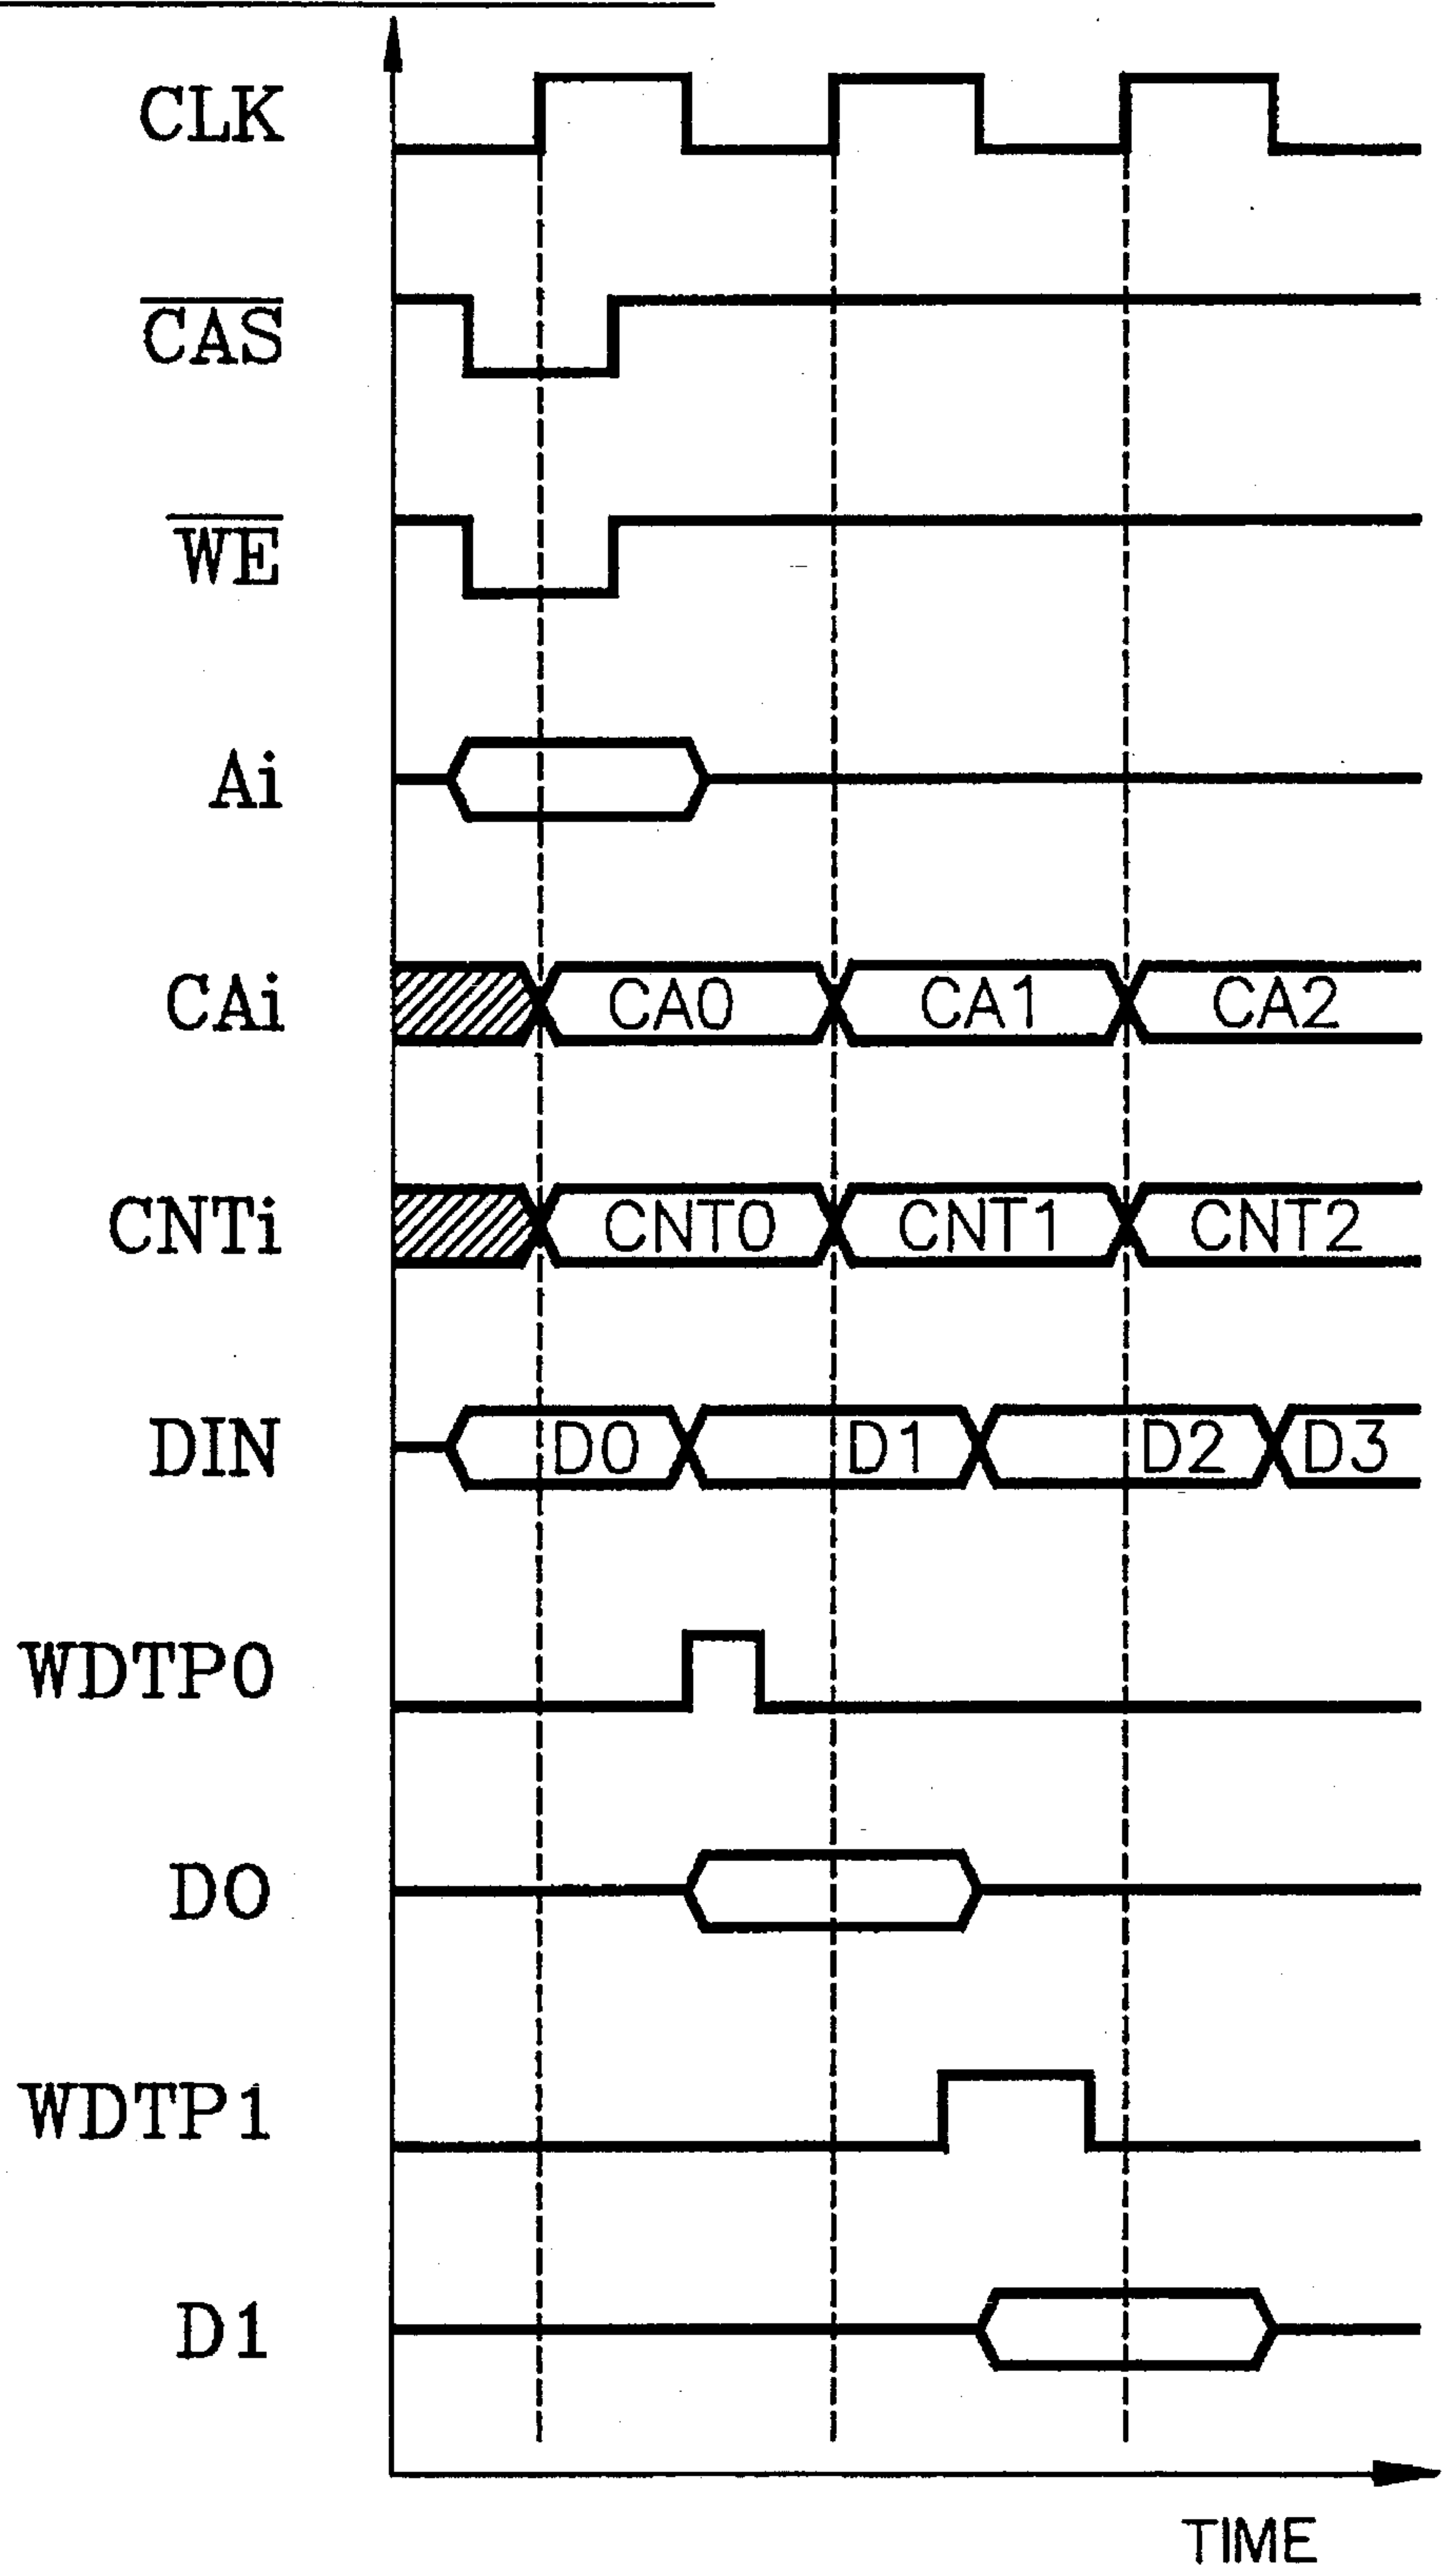 CLK
CAS
WE
Ai
CAi CA0 CA1 CA2
CNTi CNT0 CNT1 CNT2
DIN D0 D1 D2 D3
WDTP0
D0
WDTP1
D1
TIME